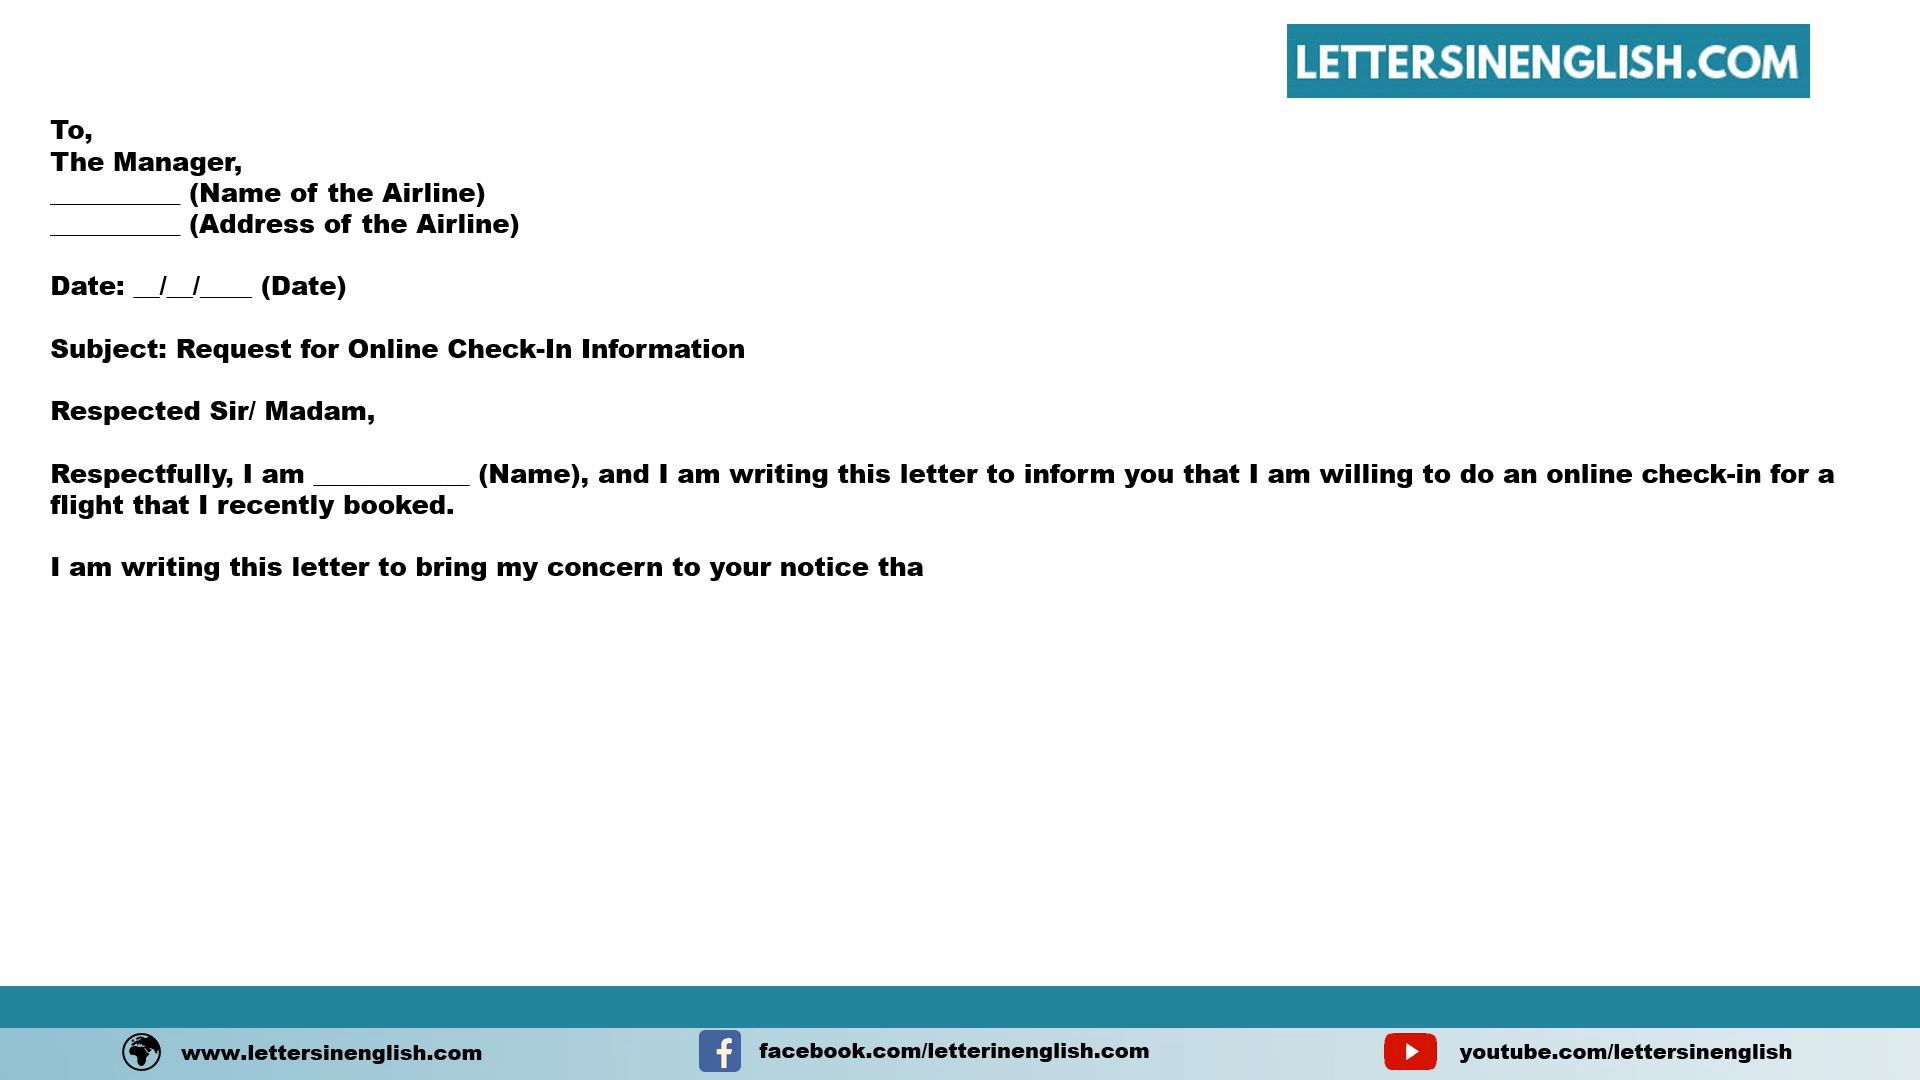 LETTERSINENGLISH.COM
To,
The Manager,
__________ (Name of the Airline)
__________ (Address of the Airline)
Date: __/__/____ (Date)
Subject: Request for Online Check-In Information
Respected Sir/ Madam,
Respectfully, I am ____________ (Name), and I am writing this letter to inform you that I am willing to do an online check-in for a
flight that I recently booked.
I am writing this letter to bring my concern to your notice tha
www.lettersinenglish.com
facebook.com/letterinenglish.com
youtube.com/lettersinenglish